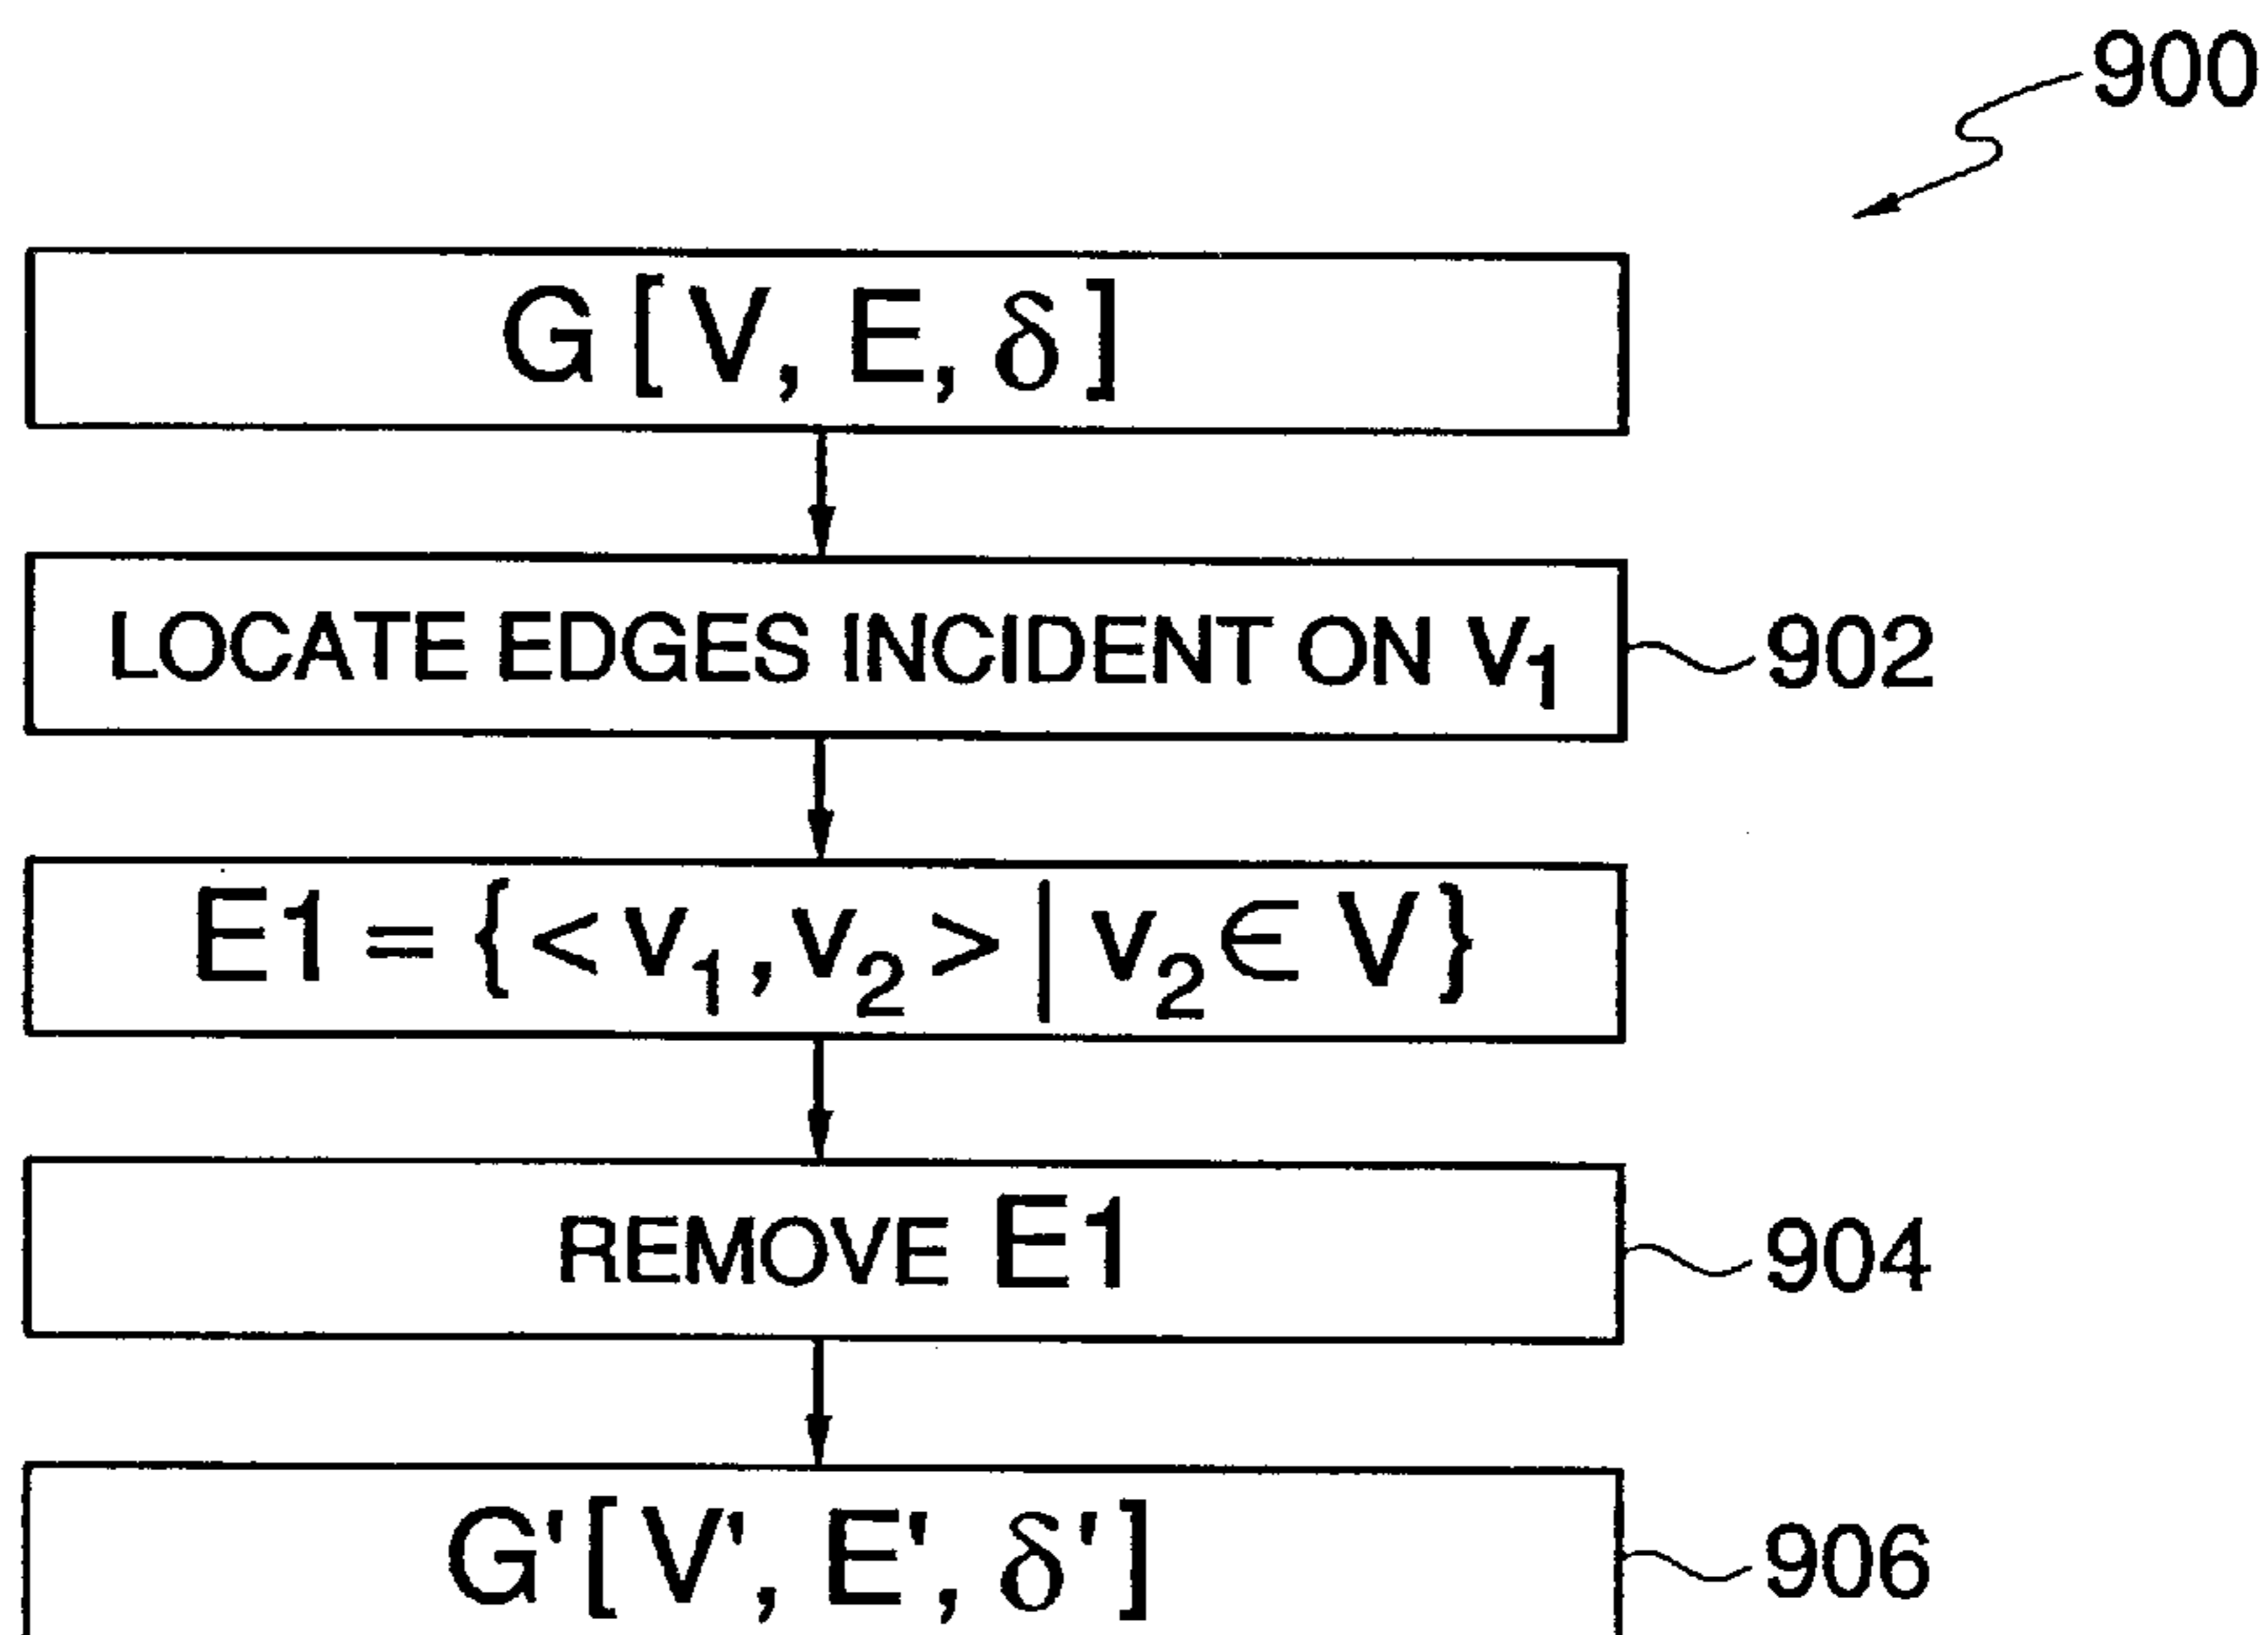 900
G [ V, E, δ ]
LOCATE EDGES INCIDENT ON V₁ 902
E1 = { < v₁, v₂ > | v₂ ∈ V }
REMOVE E1 904
G' [ V', E', δ' ] 906